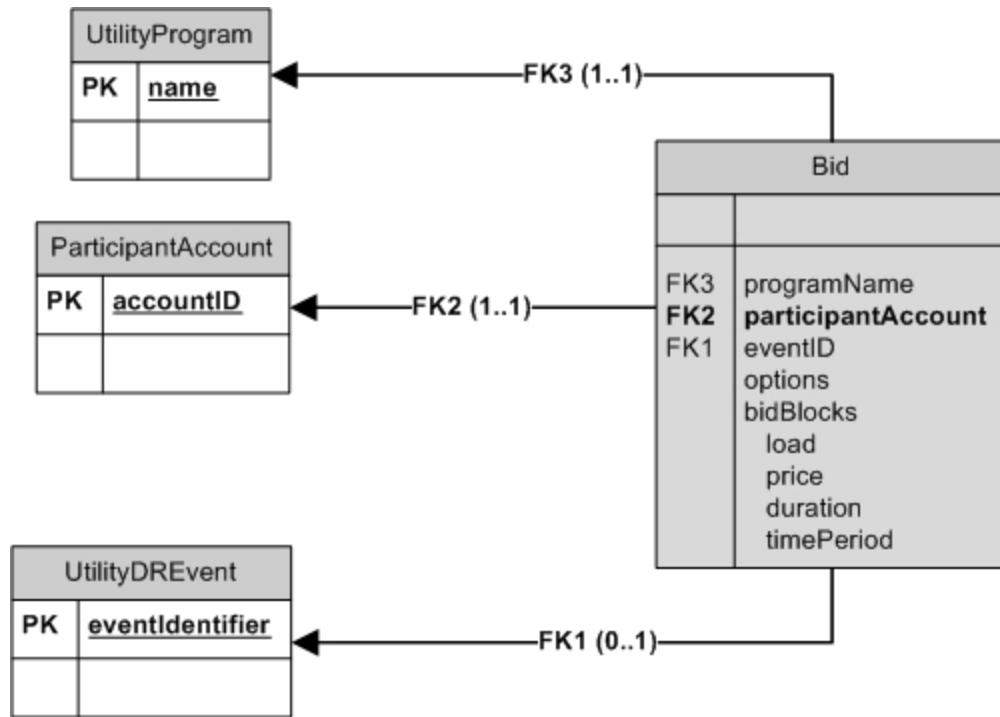 UtilityProgram
PK name
FK3 (1..1)
Bid
FK3 programName
FK2 participantAccount
FK1 eventID
options
bidBlocks
load
price
duration
timePeriod
ParticipantAccount
PK accountID
FK2 (1..1)
UtilityDREvent
PK eventIdentifier
FK1 (0..1)